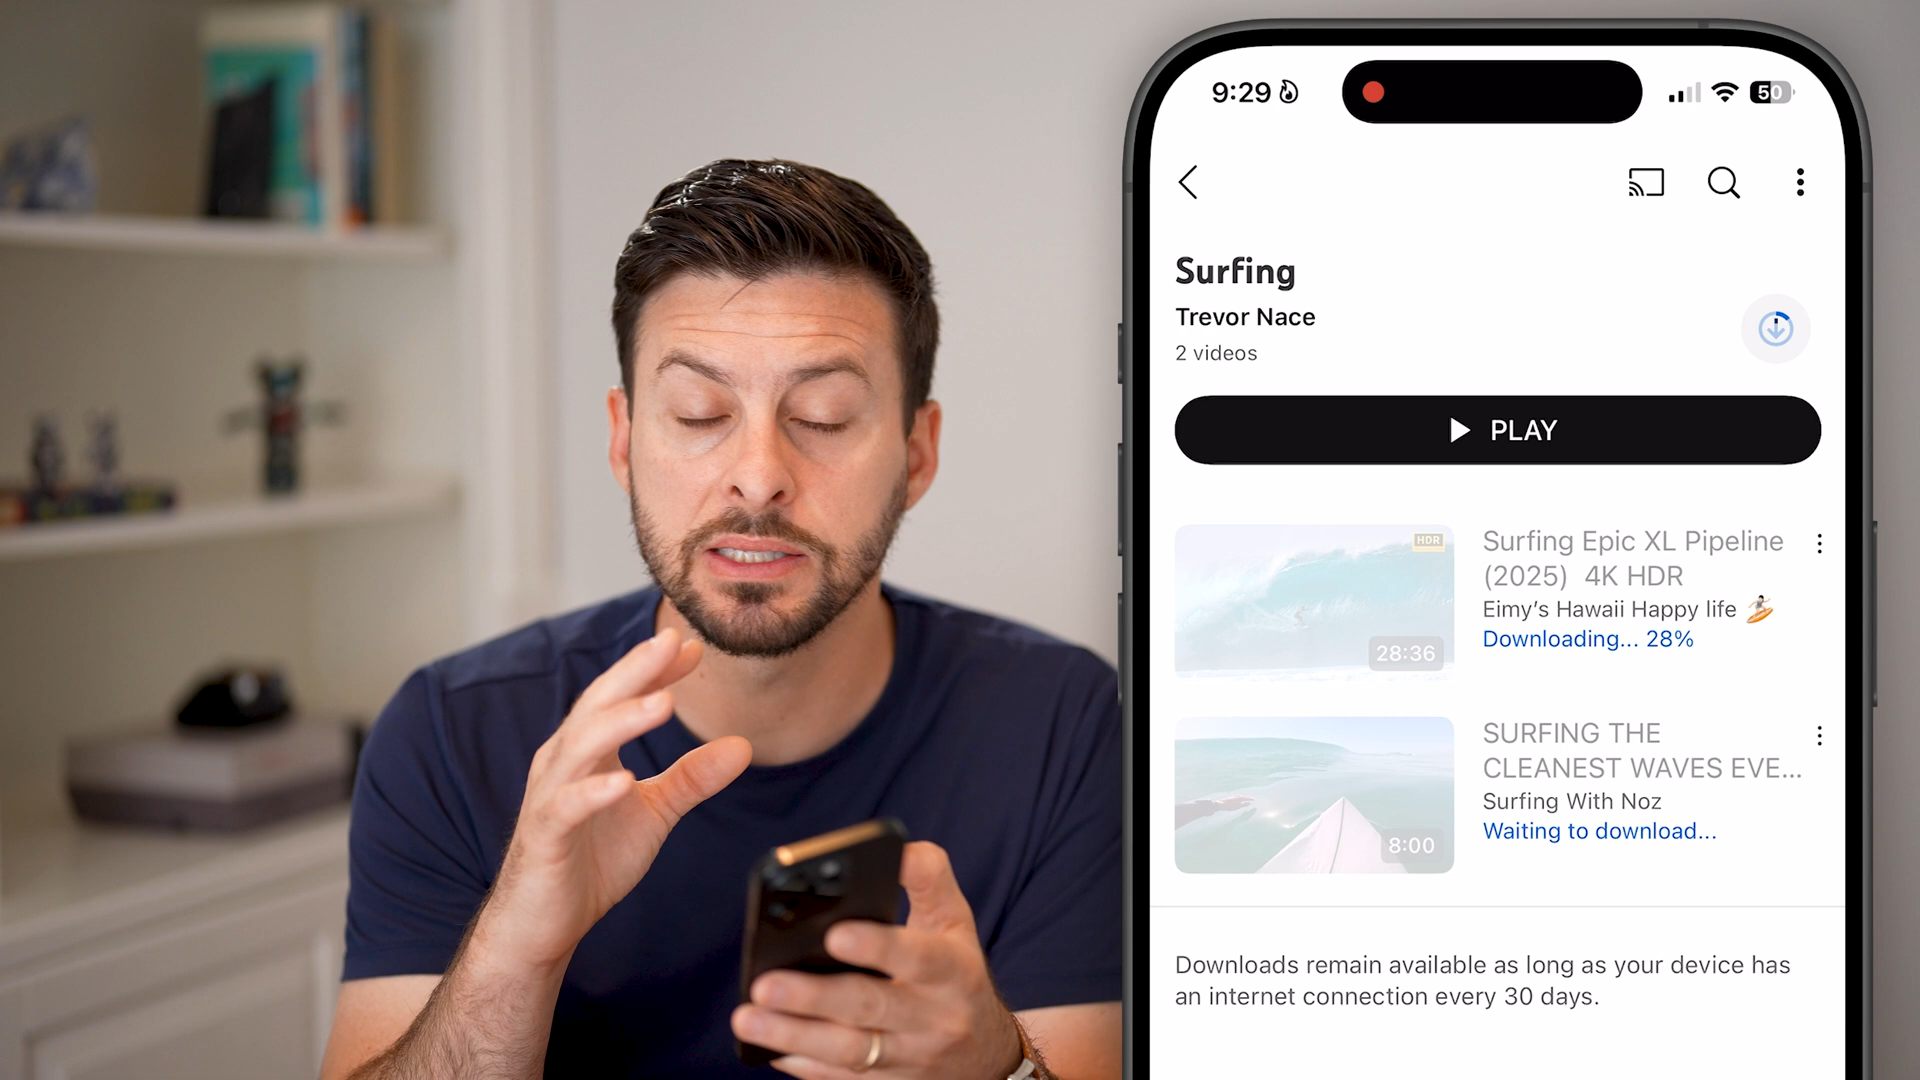 9:29
50
Surfing
Trevor Nace
2 videos
PLAY
HDR
28:36
Surfing Epic XL Pipeline
(2025) 4K HDR
Eimy's Hawaii Happy life 🏄
Downloading... 28%
8:00
SURFING THE
CLEANEST WAVES EVE...
Surfing With Noz
Waiting to download...
Downloads remain available as long as your device has
an internet connection every 30 days.